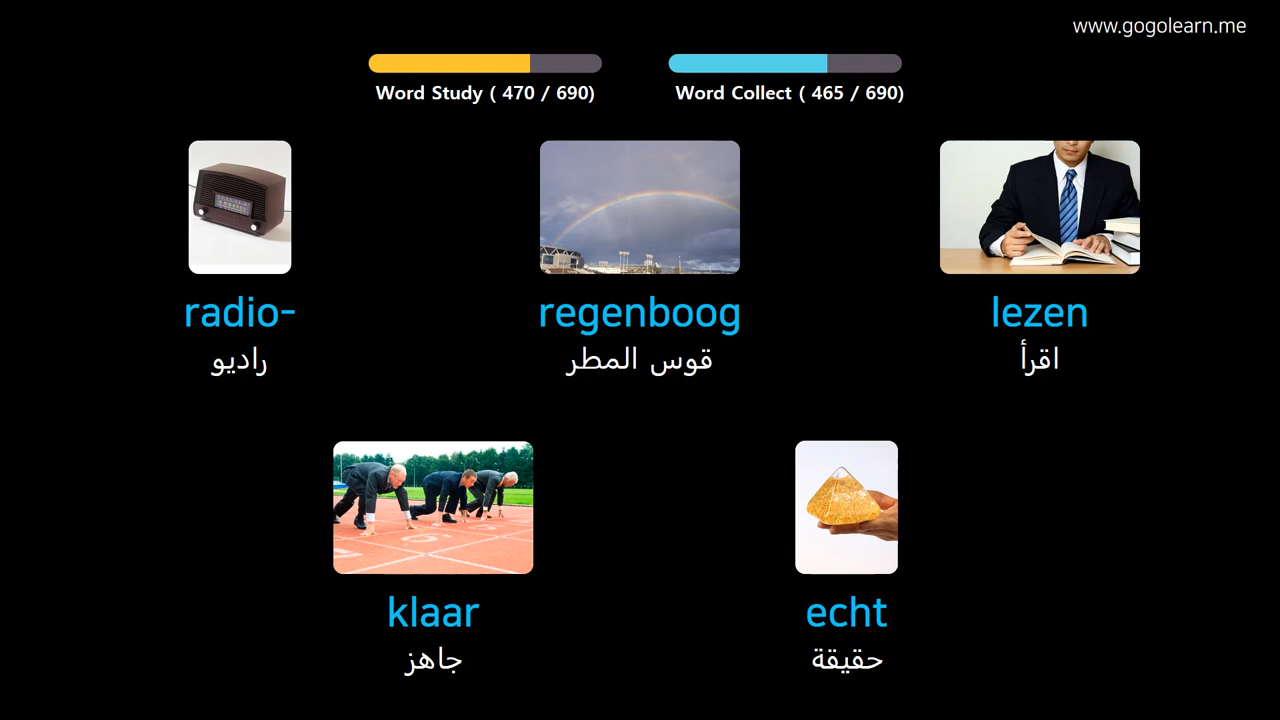 www.gogolearn.me
Word Study ( 470 / 690)
Word Collect ( 465 / 690)
radio-
راديو
regenboog
قوس المطر
lezen
اقرأ
klaar
جاهز
echt
حقيقة